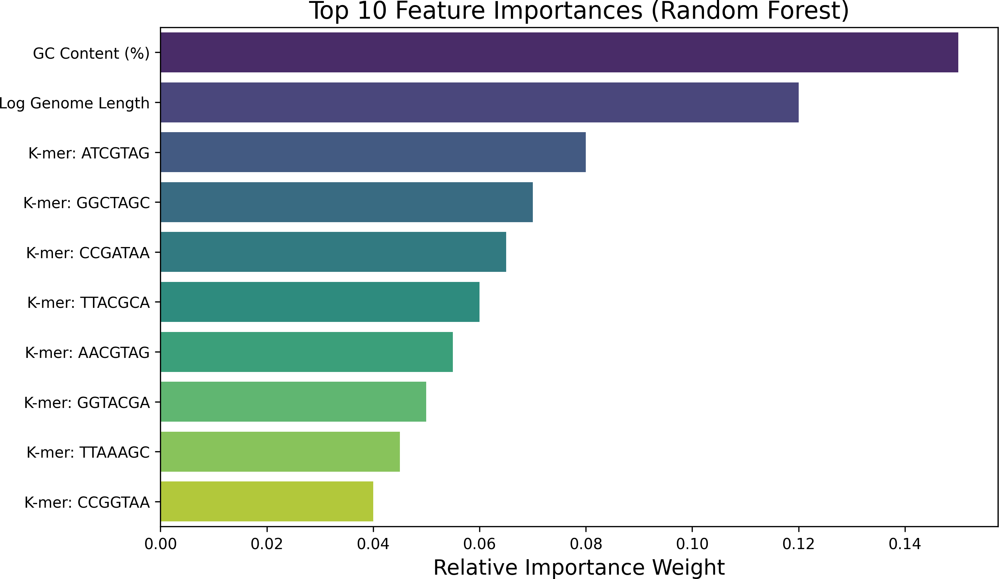 Top 10 Feature Importances (Random Forest)
GC Content (%)
Log Genome Length
K-mer: ATCGTAG
K-mer: GGCTAGC
K-mer: CCGATAA
K-mer: TTACGCA
K-mer: AACGTAG
K-mer: GGTACGA
K-mer: TTAAAGC
K-mer: CCGGTAA
0.00 0.02 0.04 0.06 0.08 0.10 0.12 0.14
Relative Importance Weight